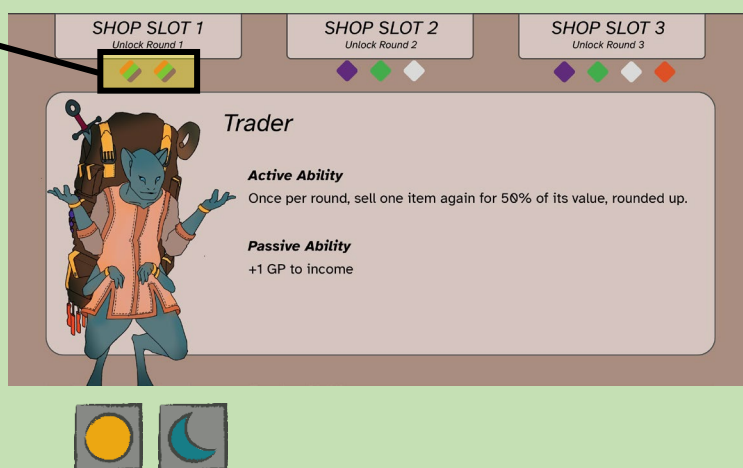 SHOP SLOT 1
Unlock Round 1
SHOP SLOT 2
Unlock Round 2
SHOP SLOT 3
Unlock Round 3
Trader
Active Ability
Once per round, sell one item again for 50% of its value, rounded up.
Passive Ability
+1 GP to income